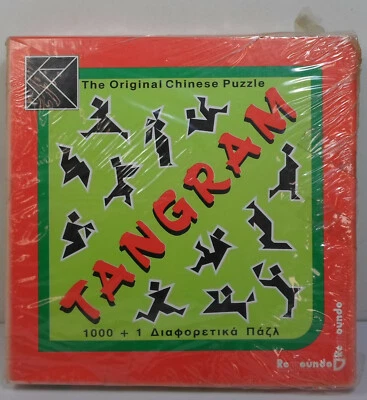 The Original Chinese Puzzle
TANGRAM
1000 + 1 Διαφορετικά Πάζλ